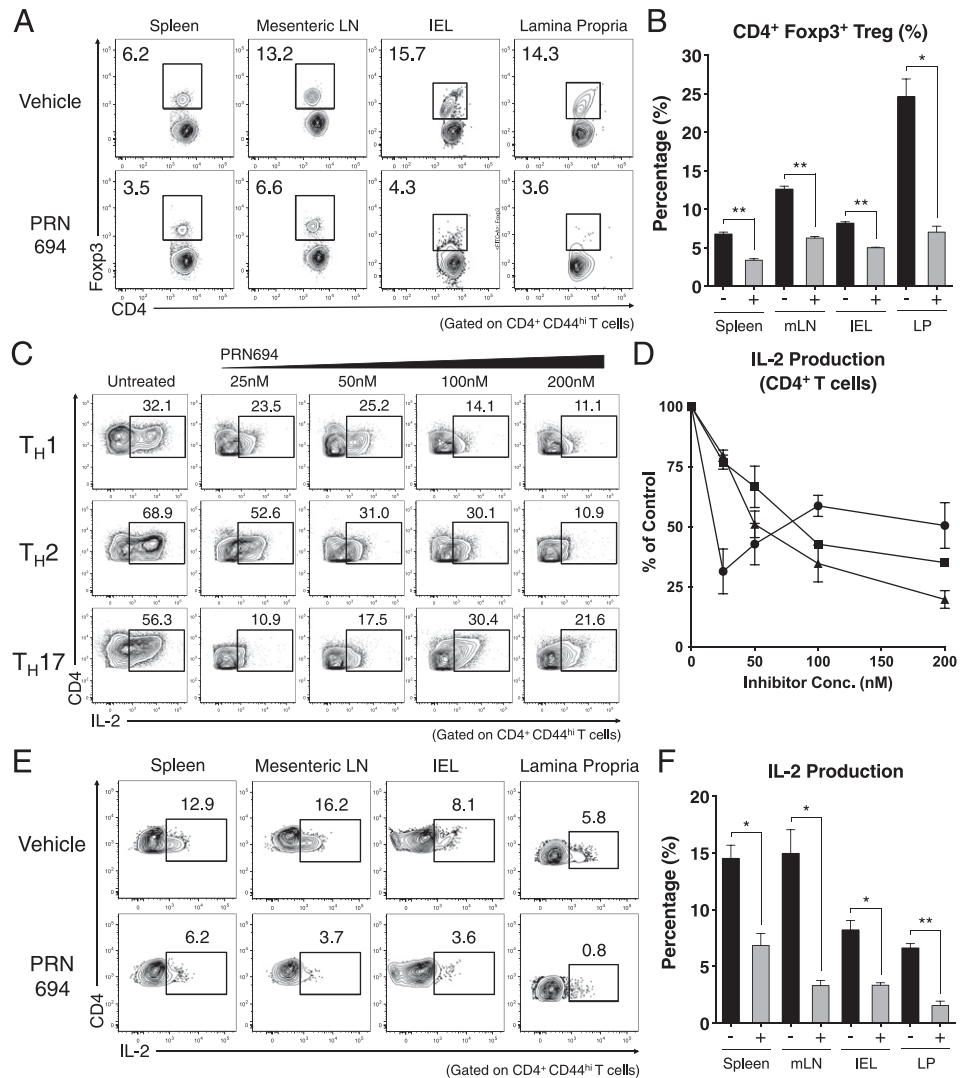 A
Spleen
Mesenteric LN
IEL
Lamina Propria
Vehicle
6.2
13.2
15.7
14.3
PRN
694
3.5
6.6
4.3
3.6
Foxp3
CD4
(Gated on CD4⁺ CD44ʰⁱ T cells)
B
CD4⁺ Foxp3⁺ Treg (%)
Percentage (%)
30
25
20
15
10
5
0
** ** ** *
- + - + - + - +
Spleen mLN IEL LP
C
PRN694
Untreated 25nM 50nM 100nM 200nM
T_H1
32.1 23.5 25.2 14.1 11.1
T_H2
68.9 52.6 31.0 30.1 10.9
T_H17
56.3 10.9 17.5 30.4 21.6
CD4
IL-2
(Gated on CD4⁺ CD44ʰⁱ T cells)
D
IL-2 Production
(CD4⁺ T cells)
% of Control
100
75
50
25
0
0 50 100 150 200
Inhibitor Conc. (nM)
E
Spleen
Mesenteric LN
IEL
Lamina Propria
Vehicle
12.9 16.2 8.1 5.8
PRN
694
6.2 3.7 3.6 0.8
CD4
IL-2
(Gated on CD4⁺ CD44ʰⁱ T cells)
F
IL-2 Production
Percentage (%)
20
15
10
5
0
* * * **
- + - + - + - +
Spleen mLN IEL LP